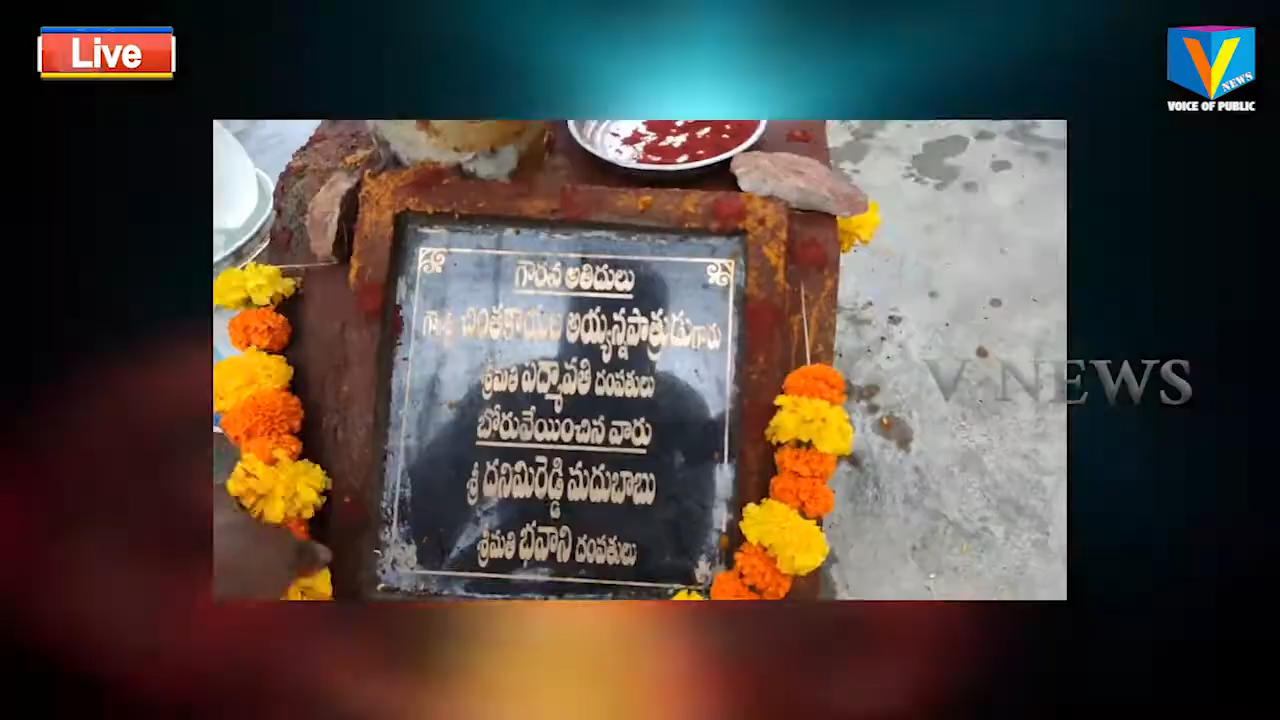 Live
V
NEWS
VOICE OF PUBLIC
గౌరవ అతిదులు
చింతకాయల అయ్యన్నపాత్రుడుగారు
శ్రీమతి పద్మావతి దంపతులు
బోరువేయించిన వారు
శ్రీ దనిమిరెడ్డి మదుబాబు
శ్రీమతి భవాని దంపతులు
V NEWS